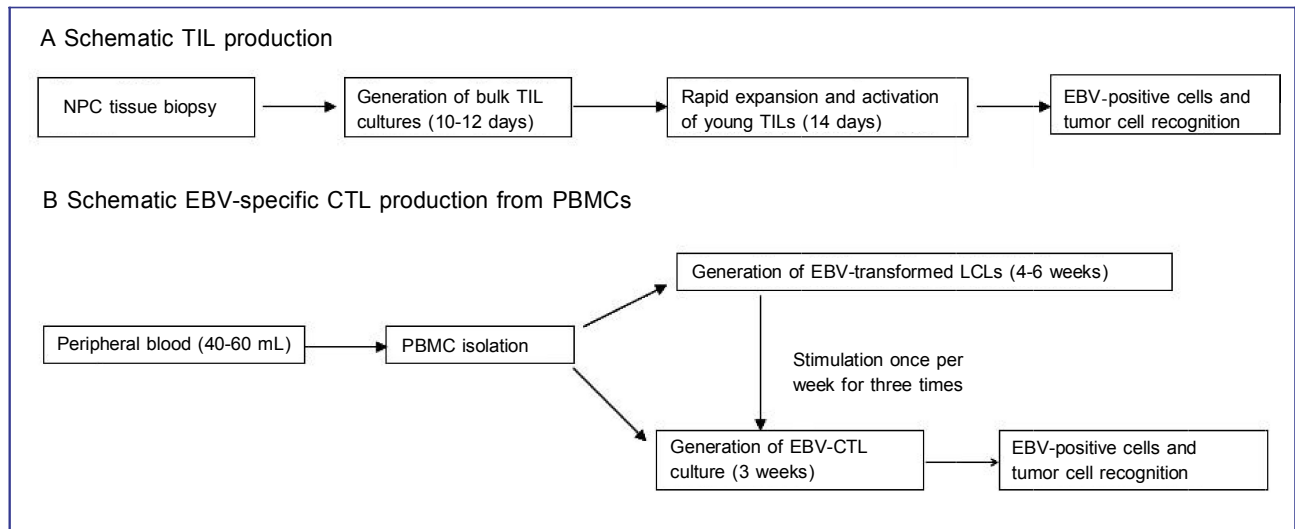 A Schematic TIL production
NPC tissue biopsy
Generation of bulk TIL
cultures (10-12 days)
Rapid expansion and activation
of young TILs (14 days)
EBV-positive cells and
tumor cell recognition
B Schematic EBV-specific CTL production from PBMCs
Generation of EBV-transformed LCLs (4-6 weeks)
Peripheral blood (40-60 mL)
PBMC isolation
Stimulation once per
week for three times
Generation of EBV-CTL
culture (3 weeks)
EBV-positive cells and
tumor cell recognition